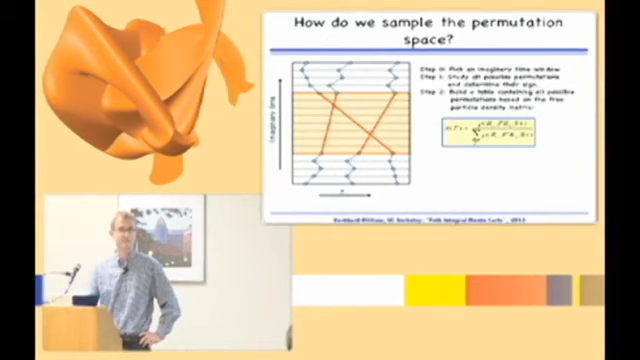 How do we sample the permutation
space?
Step 0: Pick an imaginary time window
Step 1: Study all possible permutations
and determine their sign.
Step 2: Build a table containing all possible
permutations based on the free
particle density matrix:
Imaginary time
Burkhard Militzer, UC Berkeley, "Path Integral Monte Carlo", 2012